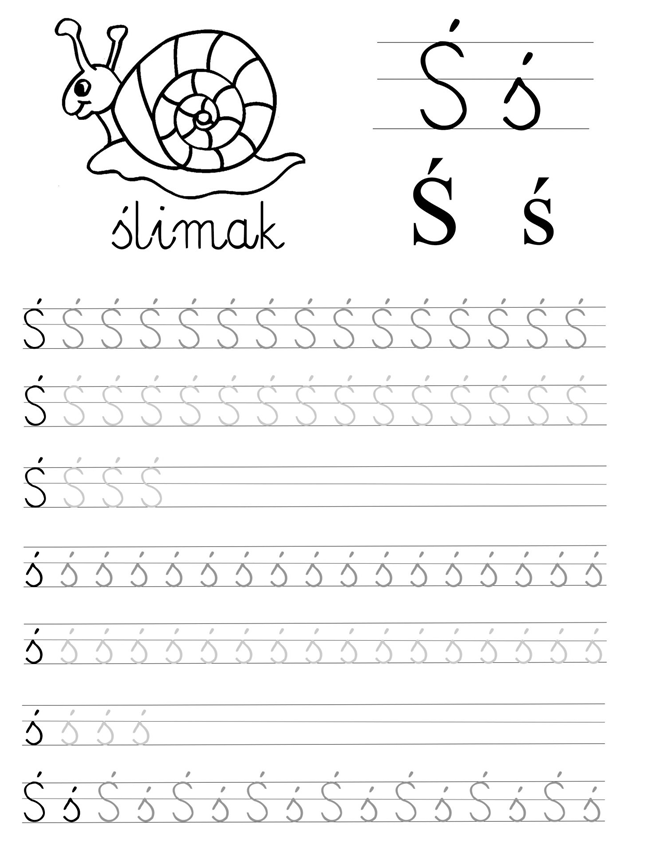 Ś ś
Ś ś
ślimak
Ś Ś Ś Ś Ś Ś Ś Ś Ś Ś Ś Ś Ś Ś Ś
Ś Ś Ś Ś Ś Ś Ś Ś Ś Ś Ś Ś Ś Ś Ś
Ś Ś Ś Ś
ś ś ś ś ś ś ś ś ś ś ś ś ś ś ś ś ś
ś ś ś ś ś ś ś ś ś ś ś ś ś ś ś ś ś
ś ś ś ś
Ś ś Ś ś Ś ś Ś ś Ś ś Ś ś Ś ś Ś ś